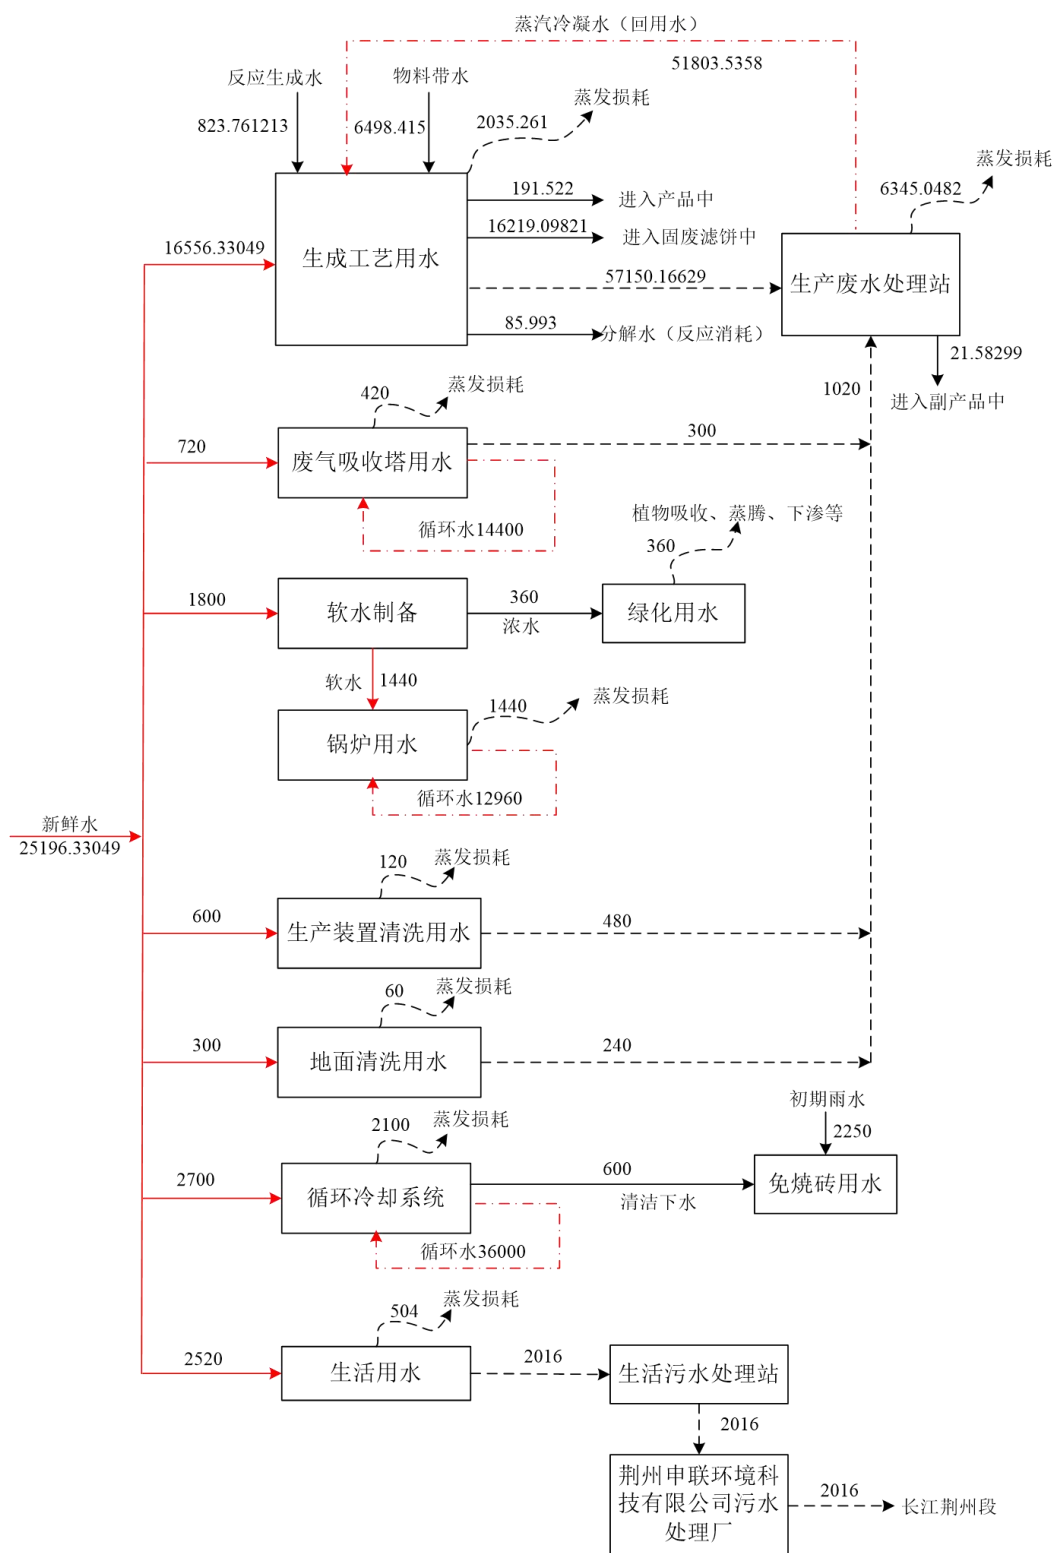 蒸汽冷凝水（回用水）
51803.5358
反应生成水
物料带水
蒸发损耗
823.761213
6498.415
2035.261
蒸发损耗
6345.0482
191.522
进入产品中
16219.09821
进入固废滤饼中
16556.33049
生成工艺用水
57150.16629
生产废水处理站
85.993
分解水（反应消耗）
21.58299
进入副产品中
1020
420
蒸发损耗
720
废气吸收塔用水
300
循环水14400
植物吸收、蒸腾、下渗等
360
1800
软水制备
360
浓水
绿化用水
软水
1440
锅炉用水
1440
蒸发损耗
循环水12960
新鲜水
25196.33049
120
蒸发损耗
600
生产装置清洗用水
480
60
蒸发损耗
300
地面清洗用水
240
初期雨水
2250
2100
蒸发损耗
2700
循环冷却系统
600
清洁下水
免烧砖用水
循环水36000
504
蒸发损耗
2520
生活用水
2016
生活污水处理站
2016
荆州申联环境科
技有限公司污水
处理厂
2016
长江荆州段